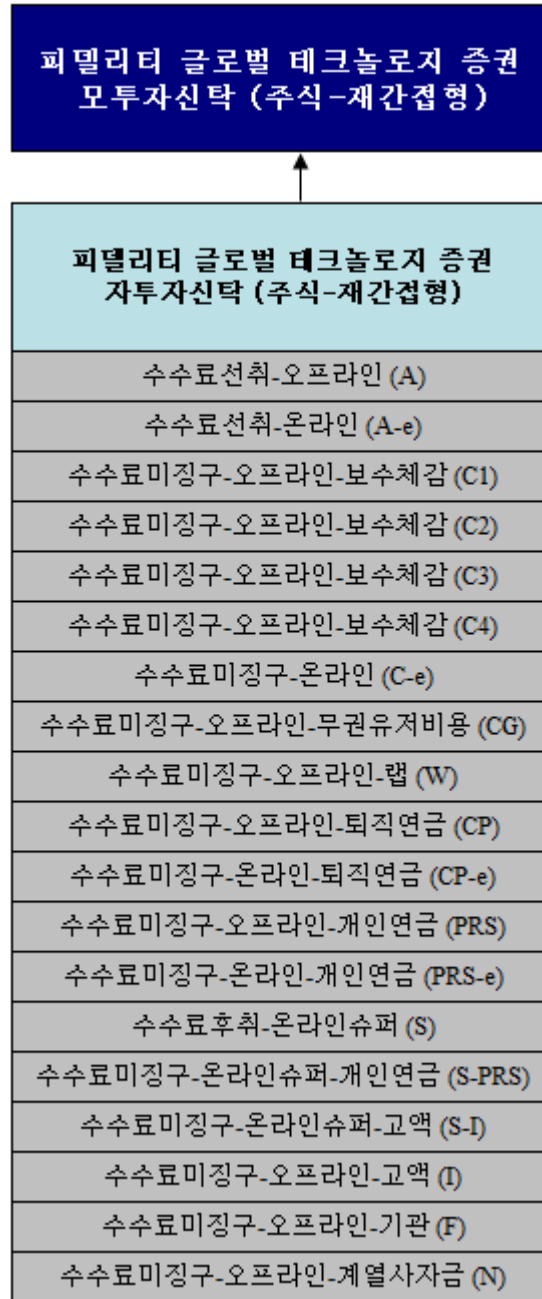 피델리티 글로벌 테크놀로지 증권
모투자신탁 (주식-재간접형)
피델리티 글로벌 테크놀로지 증권
자투자신탁 (주식-재간접형)
수수료선취-오프라인 (A)
수수료선취-온라인 (A-e)
수수료미징구-오프라인-보수체감 (C1)
수수료미징구-오프라인-보수체감 (C2)
수수료미징구-오프라인-보수체감 (C3)
수수료미징구-오프라인-보수체감 (C4)
수수료미징구-온라인 (C-e)
수수료미징구-오프라인-무권유저비용 (CG)
수수료미징구-오프라인-랩 (W)
수수료미징구-오프라인-퇴직연금 (CP)
수수료미징구-온라인-퇴직연금 (CP-e)
수수료미징구-오프라인-개인연금 (PRS)
수수료미징구-온라인-개인연금 (PRS-e)
수수료후취-온라인슈퍼 (S)
수수료미징구-온라인슈퍼-개인연금 (S-PRS)
수수료미징구-온라인슈퍼-고액 (S-I)
수수료미징구-오프라인-고액 (I)
수수료미징구-오프라인-기관 (F)
수수료미징구-오프라인-계열사자금 (N)